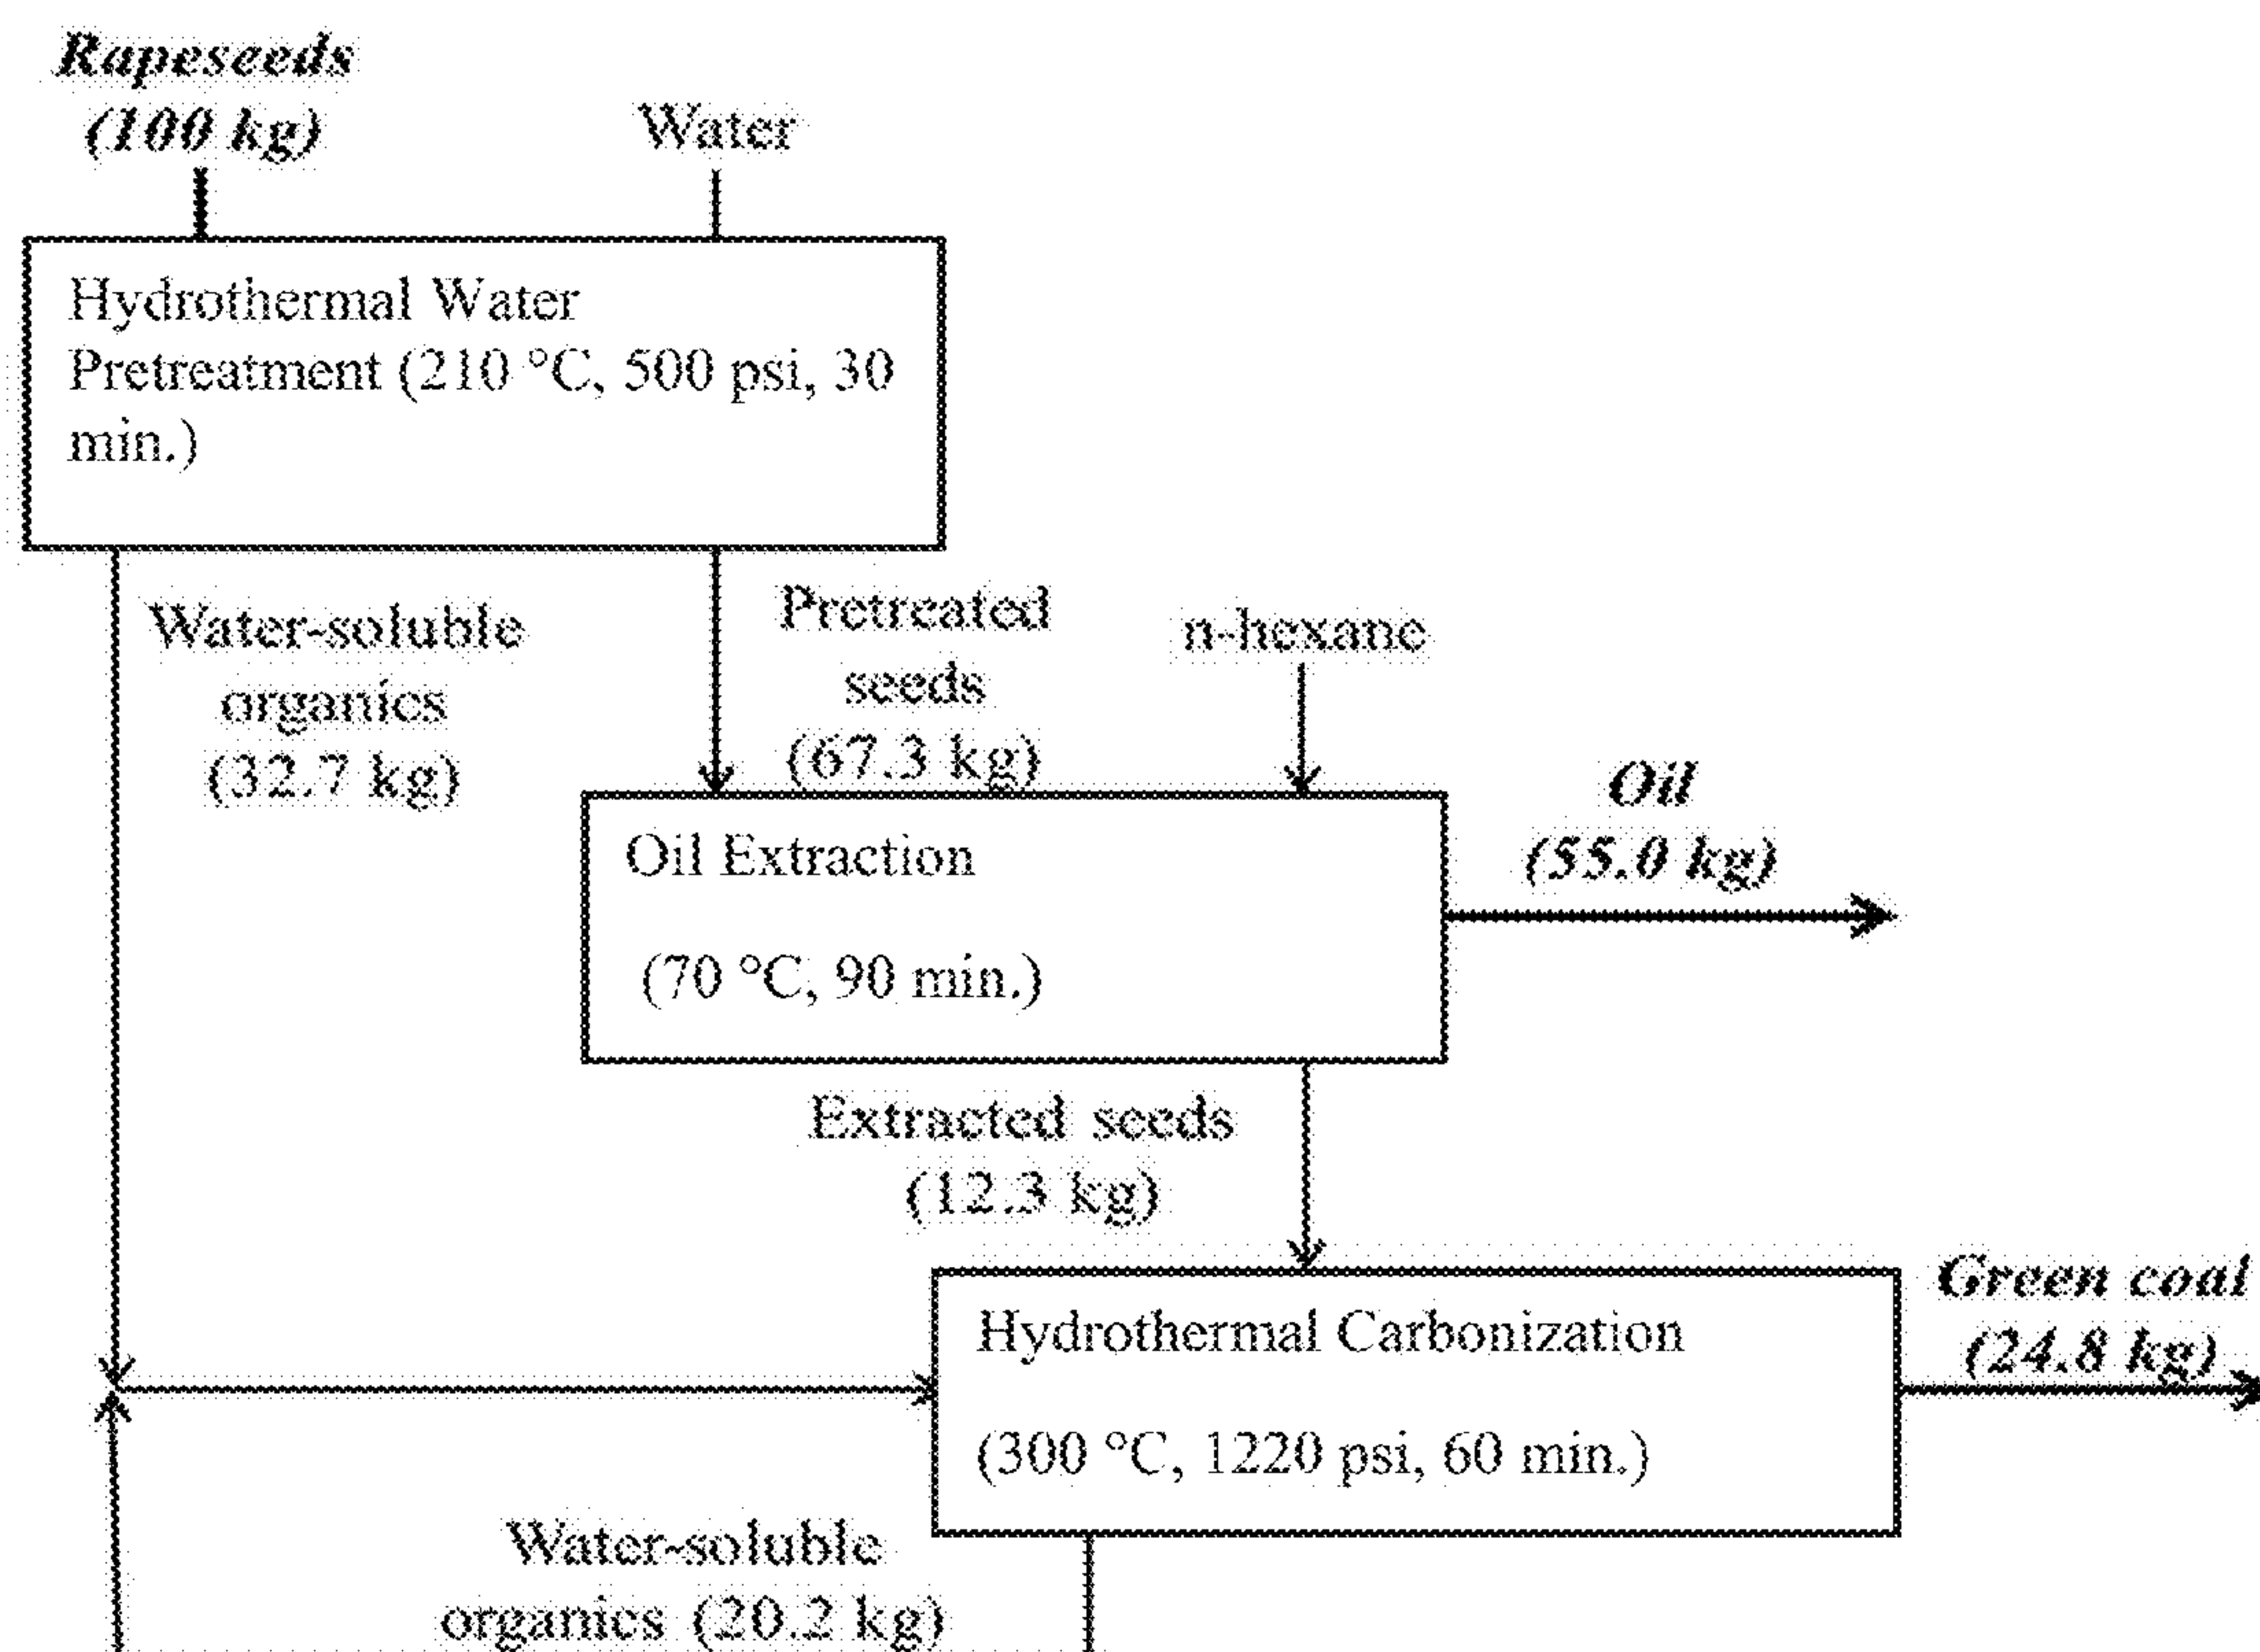 Rapeseeds
(100 kg)
Water
Hydrothermal Water
Pretreatment (210 °C, 500 psi, 30
min.)
Water-soluble
organics
(32.7 kg)
Pretreated
seeds
(67.3 kg)
n-hexane
Oil Extraction
(70 °C, 90 min.)
Oil
(55.0 kg)
Extracted seeds
(12.3 kg)
Hydrothermal Carbonization
(300 °C, 1220 psi, 60 min.)
Green coal
(24.8 kg)
Water-soluble
organics (20.2 kg)